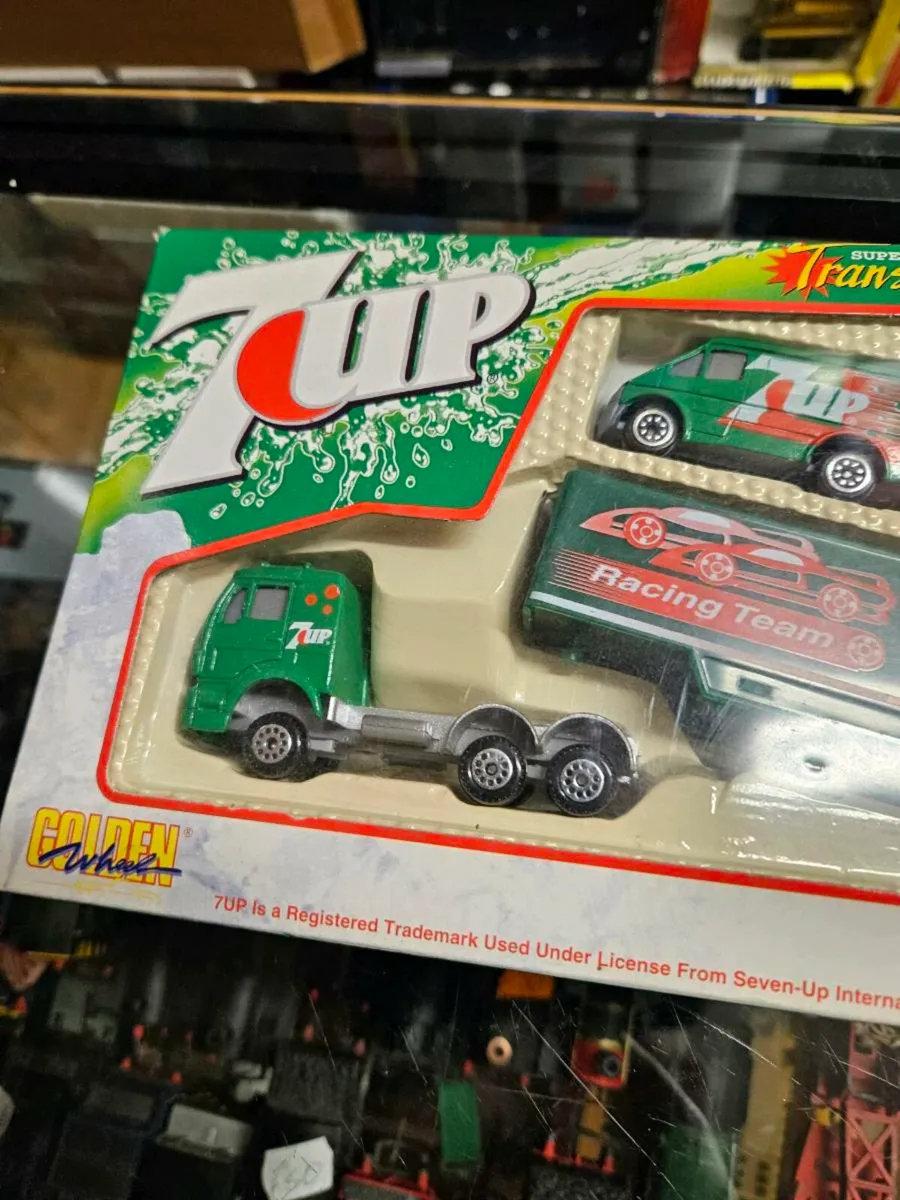 7UP
SUPE
Trans
7UP
Racing Team
7UP
GOLDEN
Wheel
7UP Is a Registered Trademark Used Under License From Seven-Up Interna